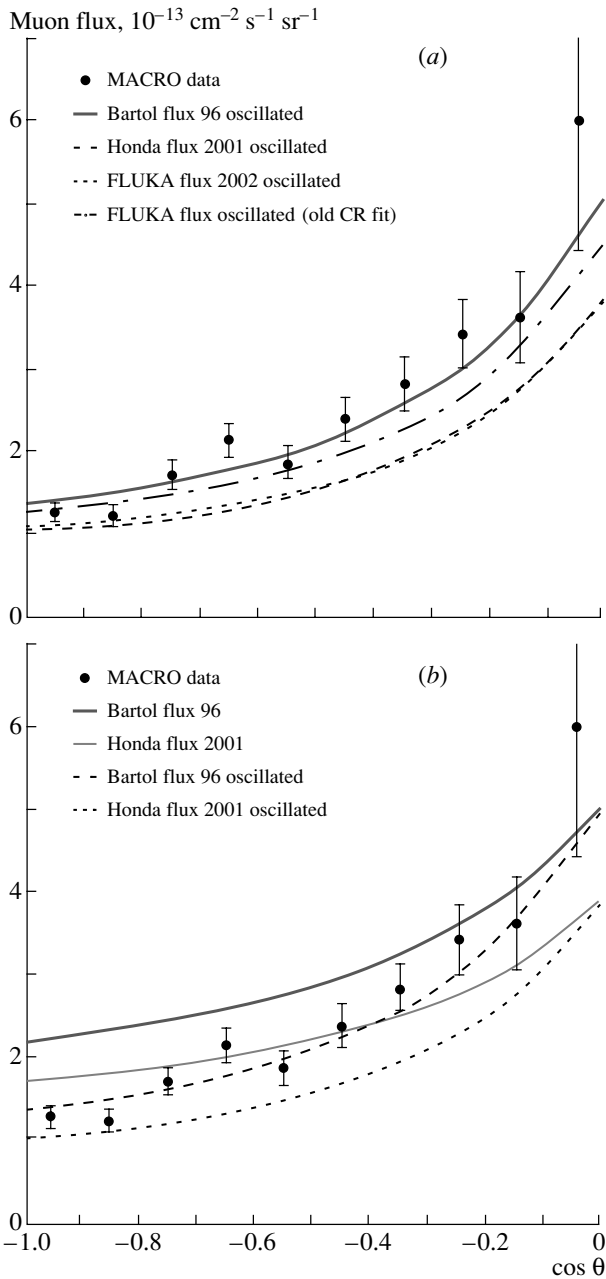 Muon flux, 10⁻¹³ cm⁻² s⁻¹ sr⁻¹
(a)
MACRO data
Bartol flux 96 oscillated
Honda flux 2001 oscillated
FLUKA flux 2002 oscillated
FLUKA flux oscillated (old CR fit)
6
4
2
0
(b)
MACRO data
Bartol flux 96
Honda flux 2001
Bartol flux 96 oscillated
Honda flux 2001 oscillated
6
4
2
0
−1.0 −0.8 −0.6 −0.4 −0.2 0
cos θ